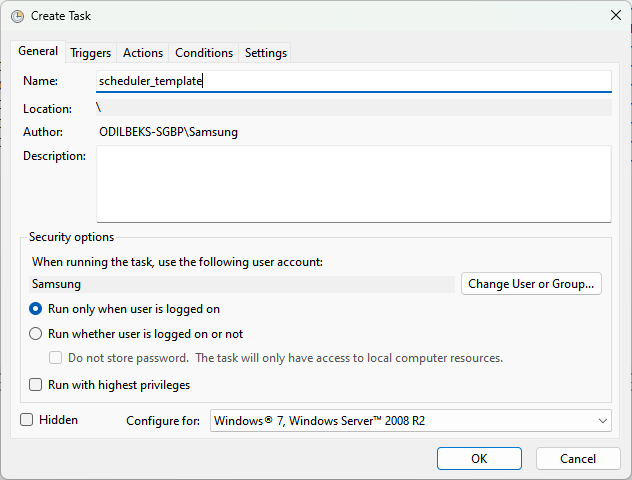 Create Task
General Triggers Actions Conditions Settings
Name: scheduler_template
Location: \
Author: ODILBEKS-SGBP\Samsung
Description:
Security options
When running the task, use the following user account:
Samsung Change User or Group...
Run only when user is logged on
Run whether user is logged on or not
Do not store password.  The task will only have access to local computer resources.
Run with highest privileges
Hidden Configure for: Windows® 7, Windows Server™ 2008 R2
OK Cancel